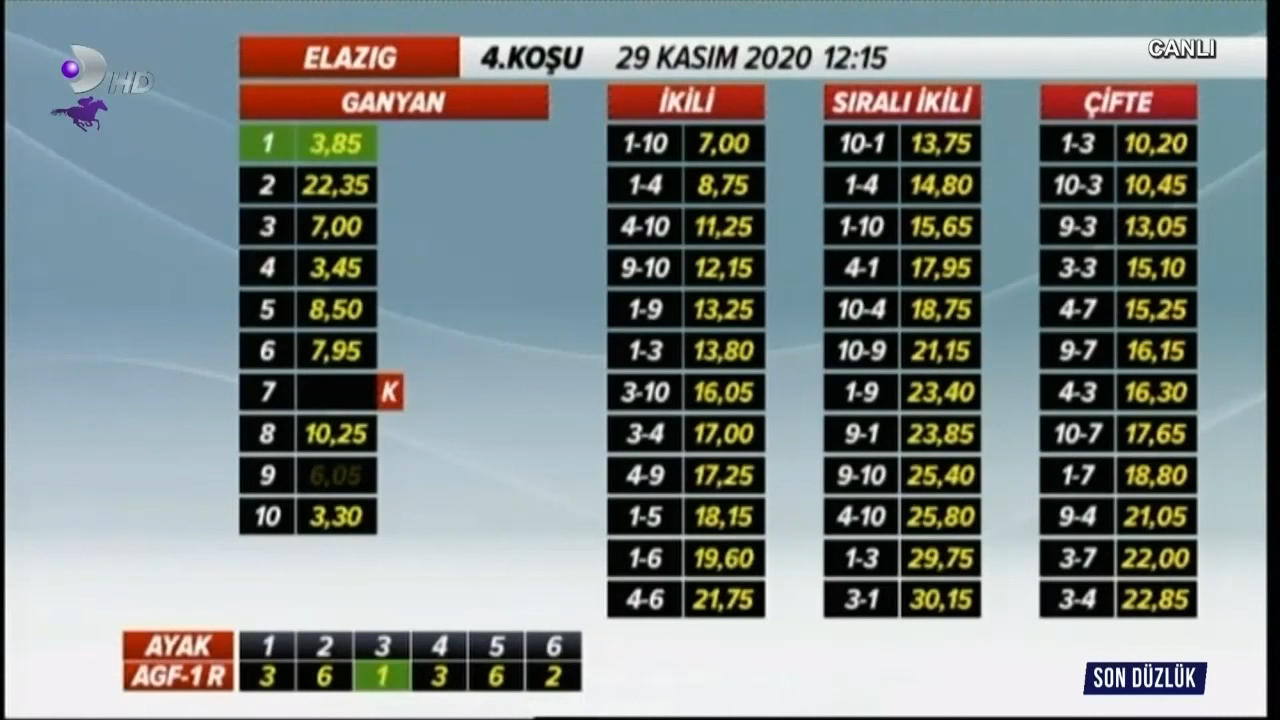 HD
CANLI
ELAZIG 4.KOŞU 29 KASIM 2020 12:15
GANYAN İKİLİ SIRALI İKİLİ ÇİFTE
1 3,85 1-10 7,00 10-1 13,75 1-3 10,20
2 22,35 1-4 8,75 1-4 14,80 10-3 10,45
3 7,00 4-10 11,25 1-10 15,65 9-3 13,05
4 3,45 9-10 12,15 4-1 17,95 3-3 15,10
5 8,50 1-9 13,25 10-4 18,75 4-7 15,25
6 7,95 1-3 13,80 10-9 21,15 9-7 16,15
7 K 3-10 16,05 1-9 23,40 4-3 16,30
8 10,25 3-4 17,00 9-1 23,85 10-7 17,65
9 6,05 4-9 17,25 9-10 25,40 1-7 18,80
10 3,30 1-5 18,15 4-10 25,80 9-4 21,05
1-6 19,60 1-3 29,75 3-7 22,00
4-6 21,75 3-1 30,15 3-4 22,85
AYAK 1 2 3 4 5 6
AGF-1 R 3 6 1 3 6 2
SON DÜZLÜK